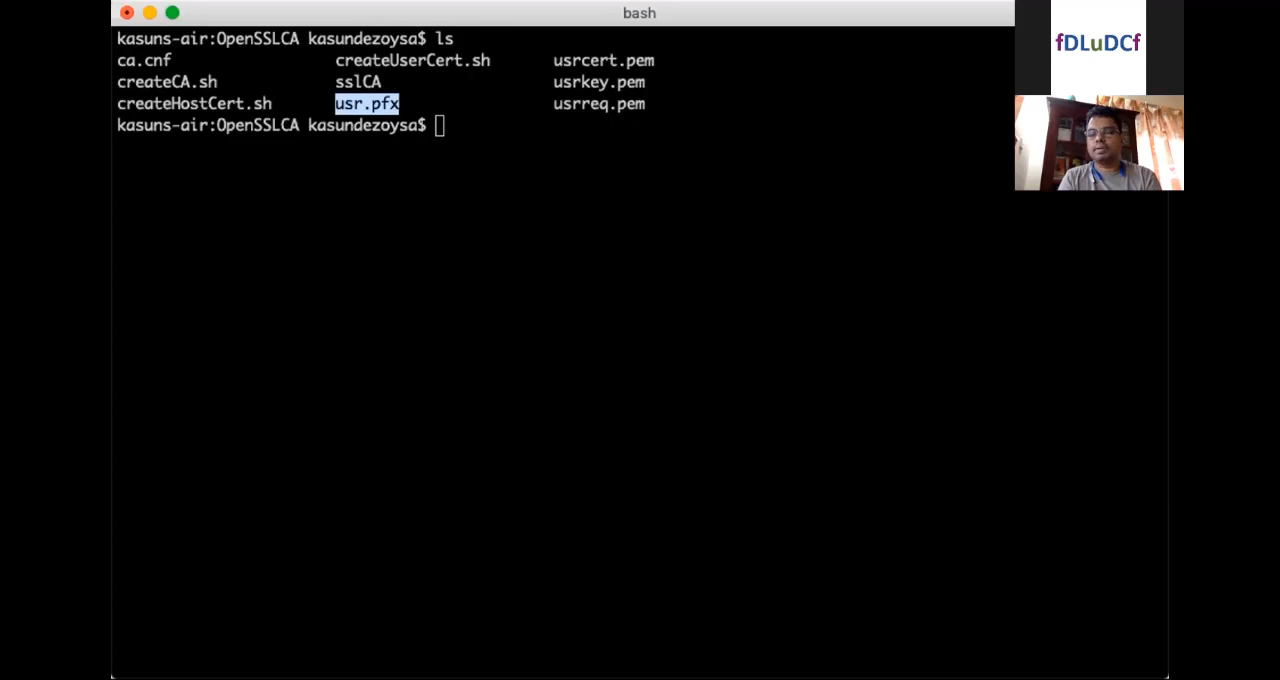 bash
kasuns-air:OpenSSLCA kasundezoysa$ ls
ca.cnf createUserCert.sh usrcert.pem
createCA.sh sslCA usrkey.pem
createHostCert.sh usr.pfx usrreq.pem
kasuns-air:OpenSSLCA kasundezoysa$
fDLuDCf